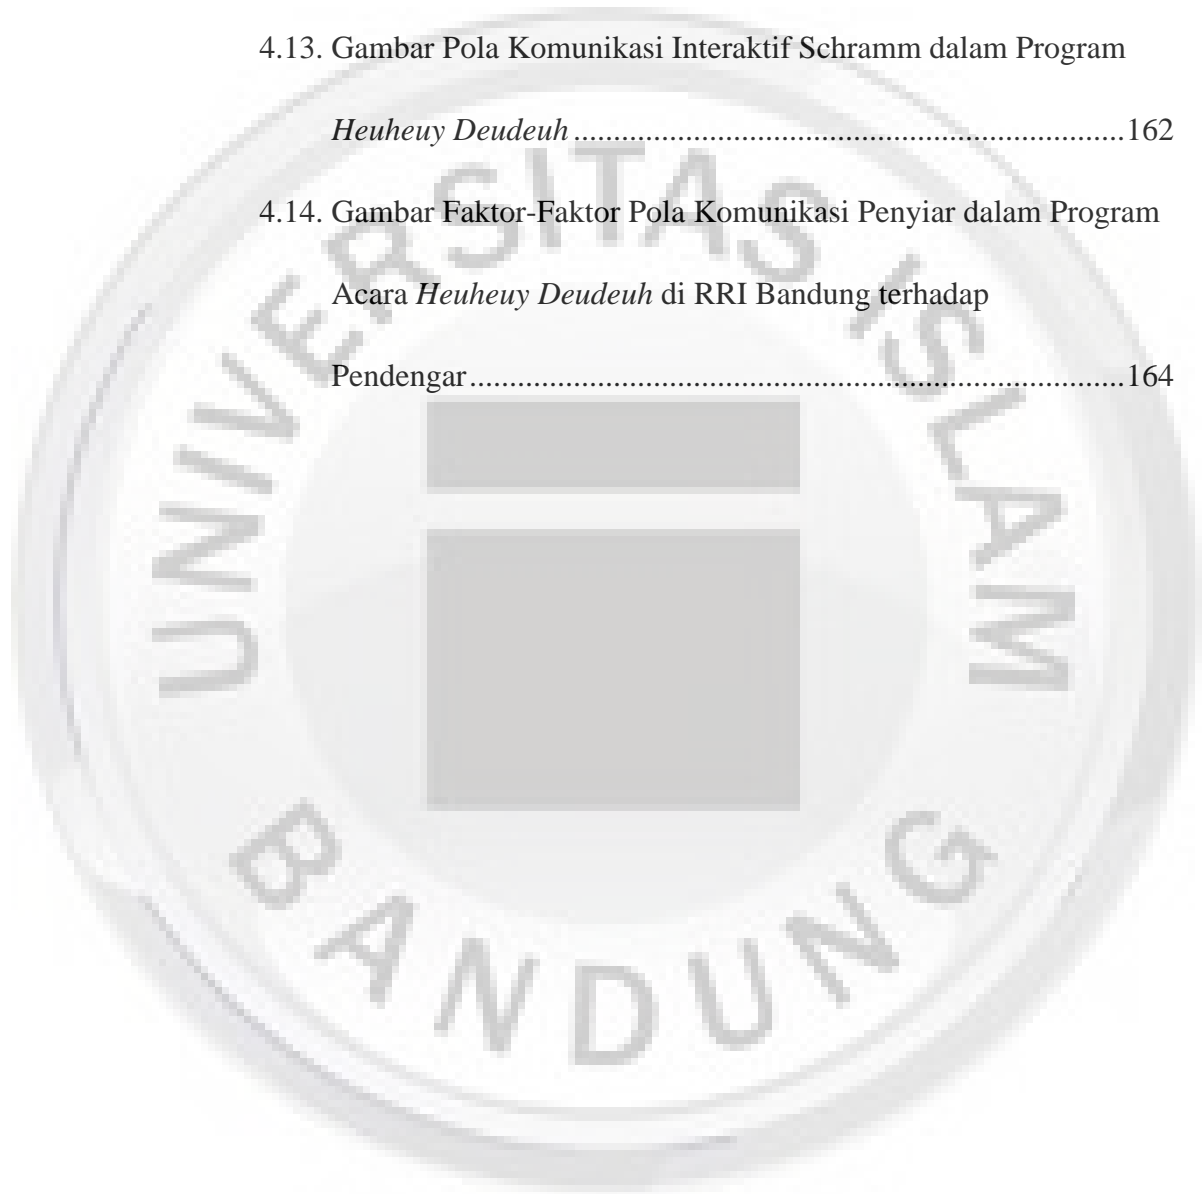 4.13. Gambar Pola Komunikasi Interaktif Schramm dalam Program
Heuheuy Deudeuh.....................................................................162
4.14. Gambar Faktor-Faktor Pola Komunikasi Penyiar dalam Program
Acara Heuheuy Deudeuh di RRI Bandung terhadap
Pendengar..................................................................................164
UNIVERSITAS ISLAM
BANDUNG